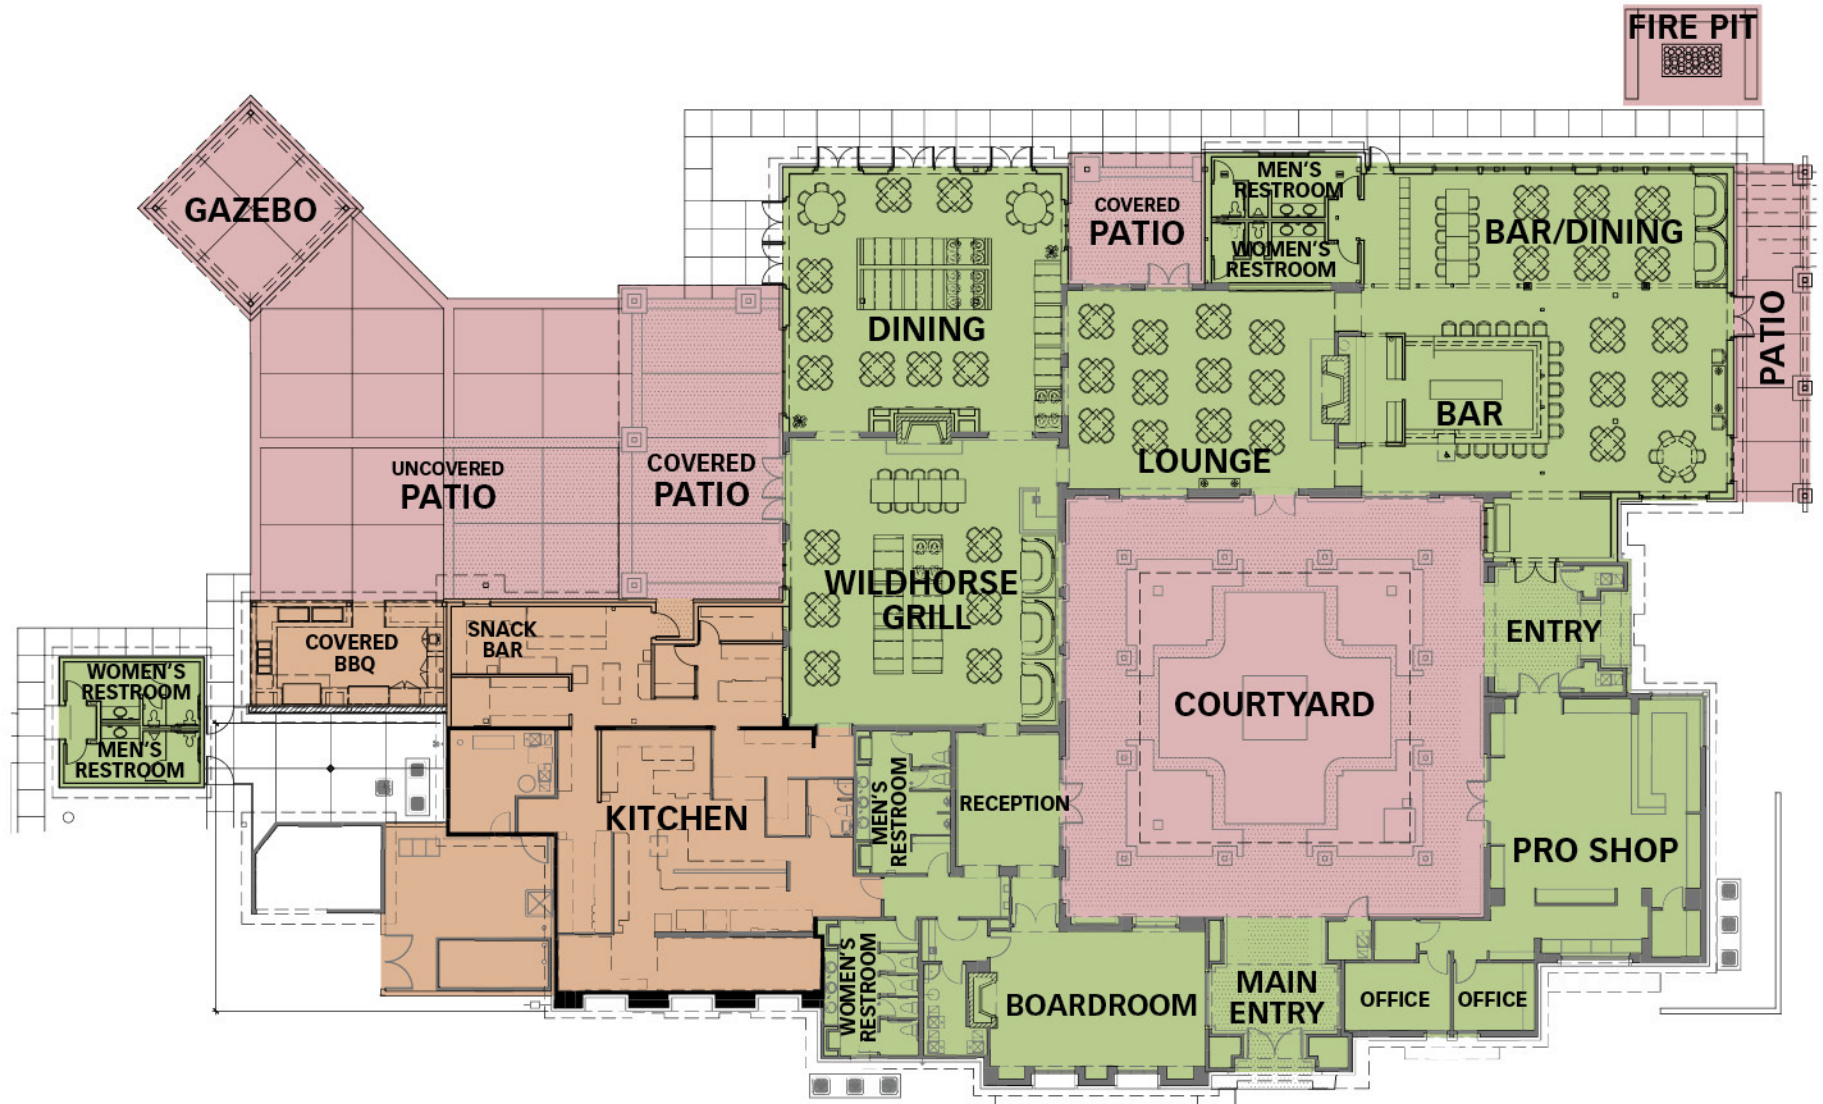 FIRE PIT
GAZEBO
COVERED
PATIO
MEN'S
RESTROOM
WOMEN'S
RESTROOM
BAR/DINING
PATIO
DINING
BAR
LOUNGE
UNCOVERED
PATIO
COVERED
PATIO
WILDHORSE
GRILL
COURTYARD
ENTRY
SNACK
BAR
COVERED
BBQ
WOMEN'S
RESTROOM
MEN'S
RESTROOM
KITCHEN
MEN'S
RESTROOM
RECEPTION
PRO SHOP
WOMEN'S
RESTROOM
BOARDROOM
MAIN
ENTRY
OFFICE
OFFICE